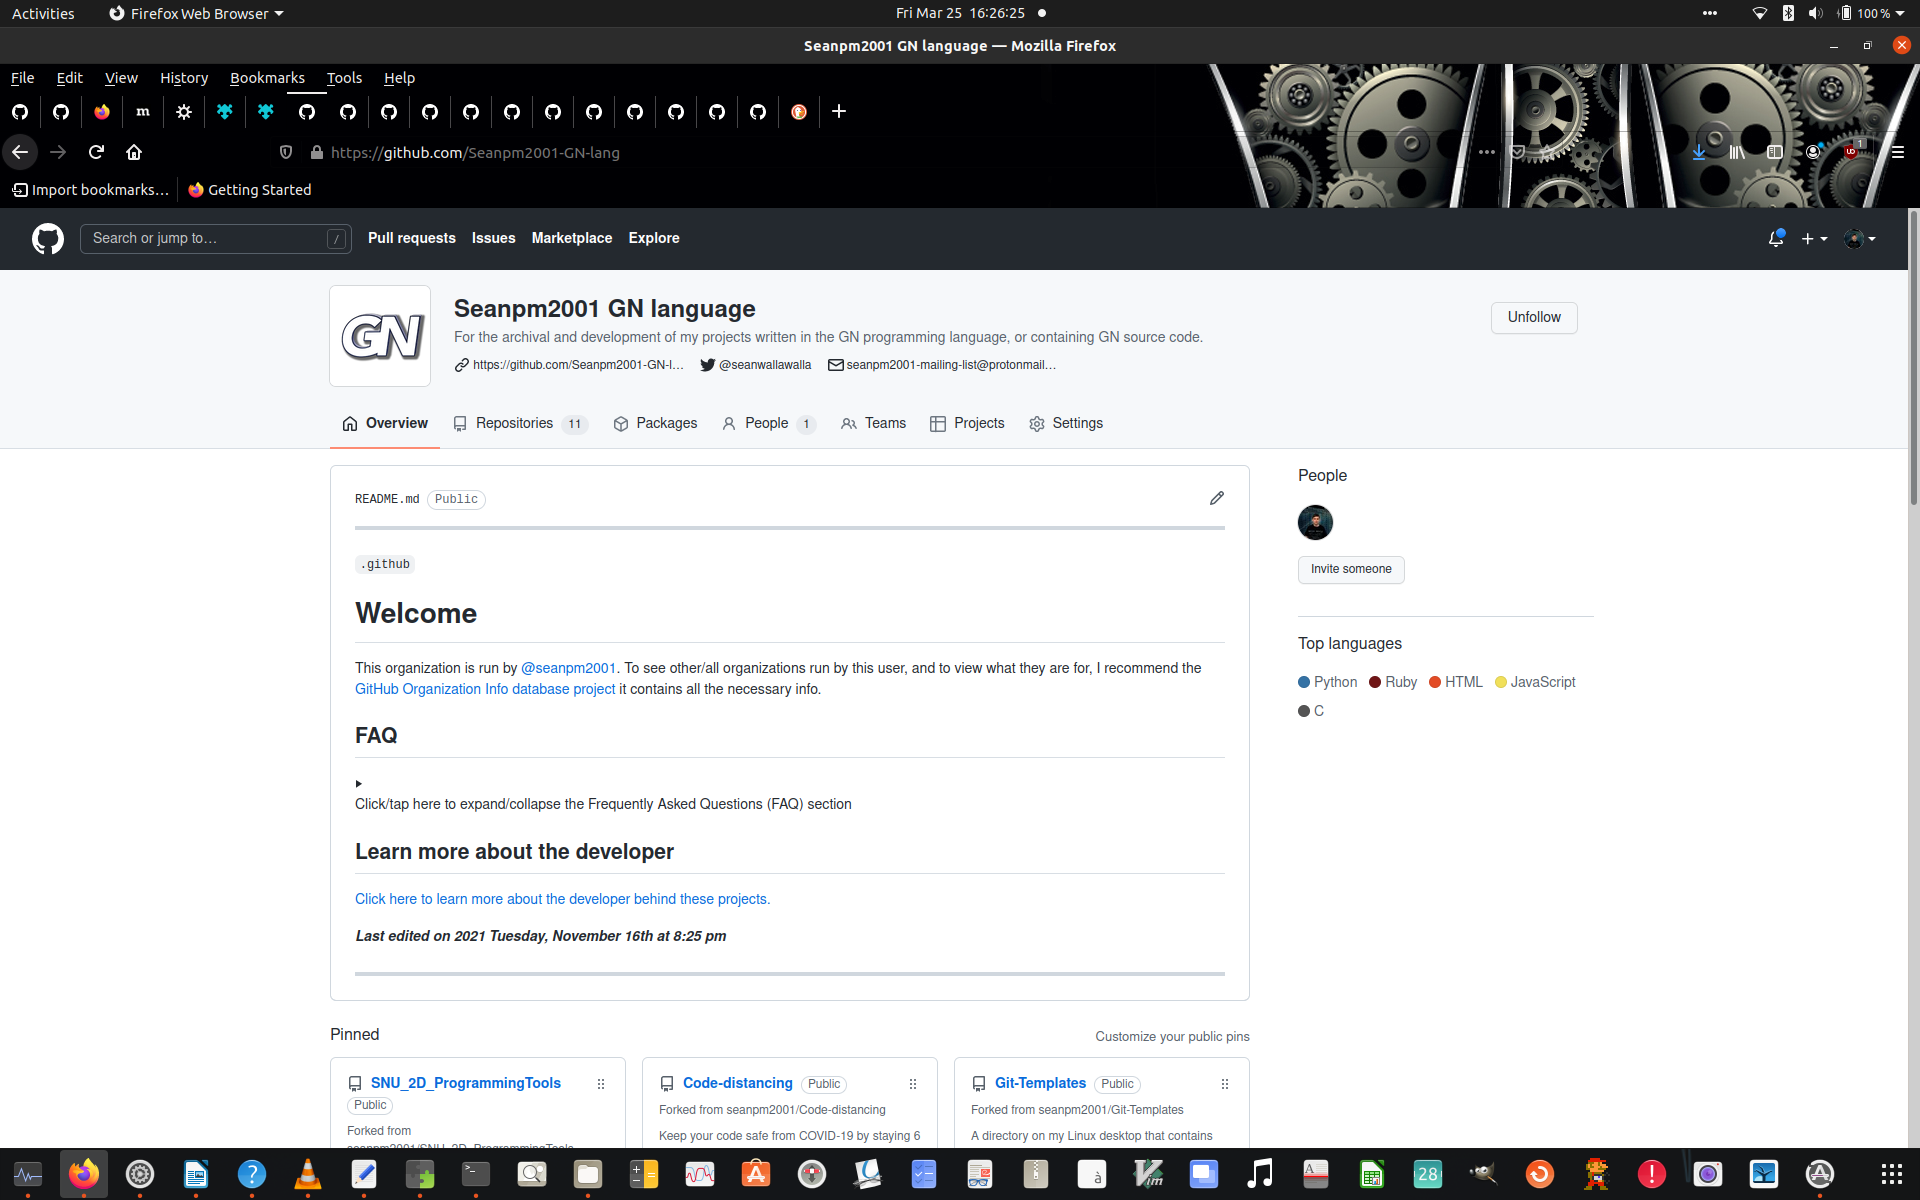 Activities
Firefox Web Browser
Fri Mar 25 16:26:25
100 %
Seanpm2001 GN language — Mozilla Firefox
File Edit View History Bookmarks Tools Help
m
https://github.com/Seanpm2001-GN-lang
1
Import bookmarks...
Getting Started
Search or jump to...
/
Pull requests Issues Marketplace Explore
GN
Seanpm2001 GN language
For the archival and development of my projects written in the GN programming language, or containing GN source code.
https://github.com/Seanpm2001-GN-l...
@seanwallawalla
seanpm2001-mailing-list@protonmail...
Unfollow
Overview
Repositories 11
Packages
People 1
Teams
Projects
Settings
README.md Public
.github
Welcome
This organization is run by @seanpm2001. To see other/all organizations run by this user, and to view what they are for, I recommend the
GitHub Organization Info database project it contains all the necessary info.
FAQ
Click/tap here to expand/collapse the Frequently Asked Questions (FAQ) section
Learn more about the developer
Click here to learn more about the developer behind these projects.
Last edited on 2021 Tuesday, November 16th at 8:25 pm
People
Invite someone
Top languages
Python Ruby HTML JavaScript
C
Pinned
Customize your public pins
SNU_2D_ProgrammingTools
Public
Forked from
seanpm2001/SNU_2D_ProgrammingTools
Code-distancing Public
Forked from seanpm2001/Code-distancing
Keep your code safe from COVID-19 by staying 6
Git-Templates Public
Forked from seanpm2001/Git-Templates
A directory on my Linux desktop that contains
28